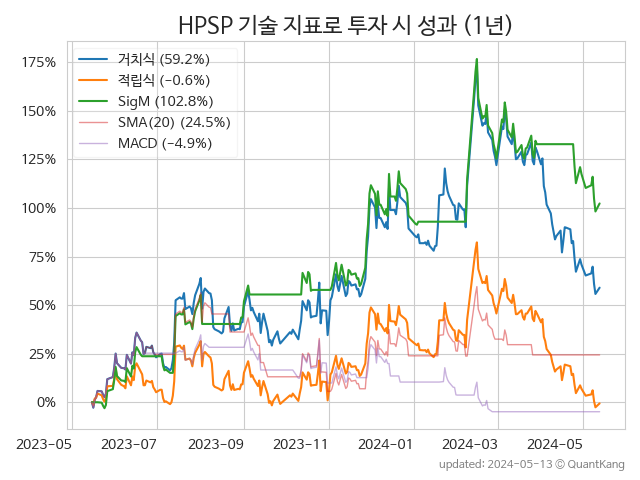 HPSP 기술 지표로 투자 시 성과 (1년)
거치식 (59.2%)
적립식 (−0.6%)
SigM (102.8%)
SMA(20) (24.5%)
MACD (−4.9%)
175%
150%
125%
100%
75%
50%
25%
0%
2023-05 2023-07 2023-09 2023-11 2024-01 2024-03 2024-05
updated: 2024-05-13 © QuantKang